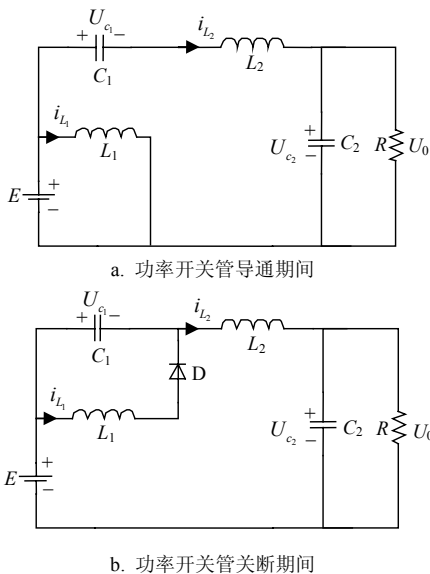 U_{c_1}
+ −
C_1
i_{L_2}
L_2
i_{L_1}
L_1
E
+
−
U_{c_2}
+
−
C_2
R
U_0
a. 功率开关管导通期间
U_{c_1}
+ −
C_1
i_{L_2}
L_2
D
i_{L_1}
L_1
E
+
−
U_{c_2}
+
−
C_2
R
U_0
b. 功率开关管关断期间